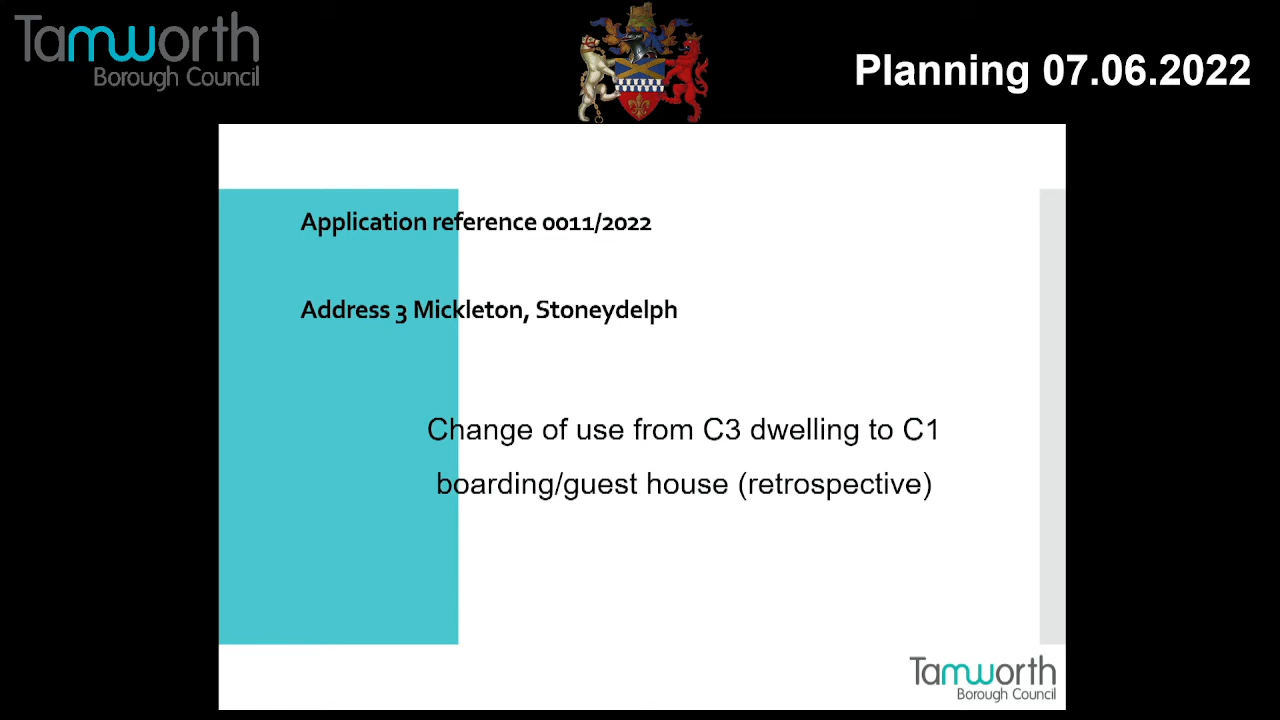 Tamworth
Borough Council
Planning 07.06.2022
Application reference 0011/2022
Address 3 Mickleton, Stoneydelph
Change of use from C3 dwelling to C1
boarding/guest house (retrospective)
Tamworth
Borough Council